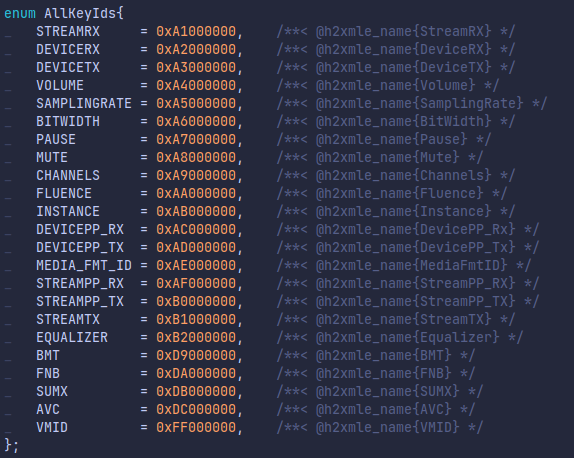 enum AllKeyIds{
_   STREAMRX     = 0xA1000000,    /**< @h2xmle_name{StreamRX} */
_   DEVICERX     = 0xA2000000,    /**< @h2xmle_name{DeviceRX} */
_   DEVICETX     = 0xA3000000,    /**< @h2xmle_name{DeviceTX} */
_   VOLUME       = 0xA4000000,    /**< @h2xmle_name{Volume} */
_   SAMPLINGRATE = 0xA5000000,    /**< @h2xmle_name{SamplingRate} */
_   BITWIDTH     = 0xA6000000,    /**< @h2xmle_name{BitWidth} */
_   PAUSE        = 0xA7000000,    /**< @h2xmle_name{Pause} */
_   MUTE         = 0xA8000000,    /**< @h2xmle_name{Mute} */
_   CHANNELS     = 0xA9000000,    /**< @h2xmle_name{Channels} */
_   FLUENCE      = 0xAA000000,    /**< @h2xmle_name{Fluence} */
_   INSTANCE     = 0xAB000000,    /**< @h2xmle_name{Instance} */
_   DEVICEPP_RX  = 0xAC000000,    /**< @h2xmle_name{DevicePP_Rx} */
_   DEVICEPP_TX  = 0xAD000000,    /**< @h2xmle_name{DevicePP_Tx} */
_   MEDIA_FMT_ID = 0xAE000000,    /**< @h2xmle_name{MediaFmtID} */
_   STREAMPP_RX  = 0xAF000000,    /**< @h2xmle_name{StreamPP_RX} */
_   STREAMPP_TX  = 0xB0000000,    /**< @h2xmle_name{StreamPP_TX} */
_   STREAMTX     = 0xB1000000,    /**< @h2xmle_name{StreamTX} */
_   EQUALIZER    = 0xB2000000,    /**< @h2xmle_name{Equalizer} */
_   BMT          = 0xD9000000,    /**< @h2xmle_name{BMT} */
_   FNB          = 0xDA000000,    /**< @h2xmle_name{FNB} */
_   SUMX         = 0xDB000000,    /**< @h2xmle_name{SUMX} */
_   AVC          = 0xDC000000,    /**< @h2xmle_name{AVC} */
_   VMID         = 0xFF000000,    /**< @h2xmle_name{VMID} */
};